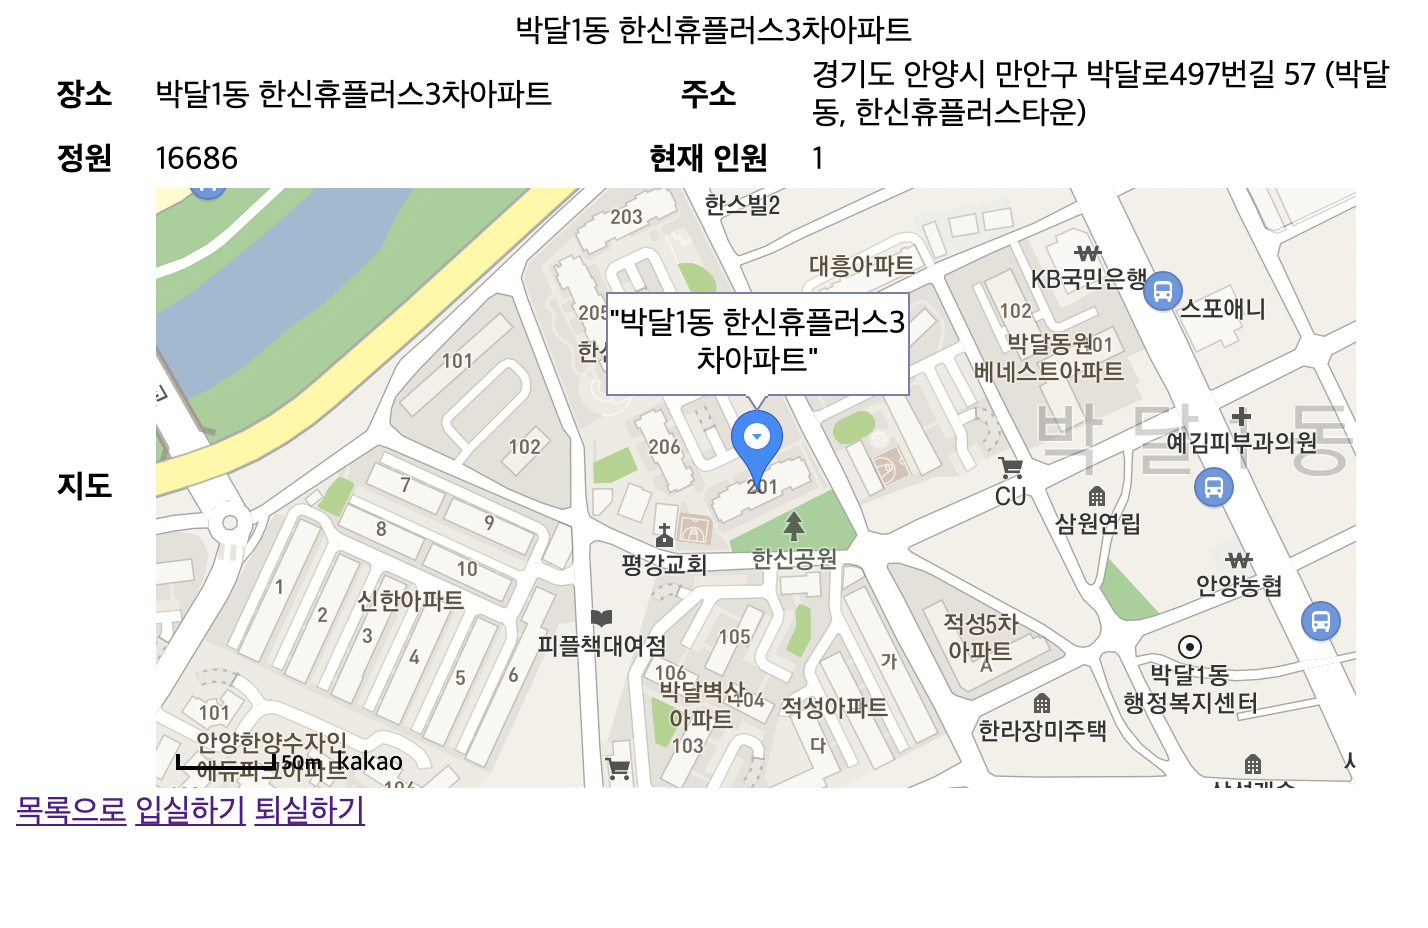 박달1동 한신휴플러스3차아파트
장소
박달1동 한신휴플러스3차아파트
주소
경기도 안양시 만안구 박달로497번길 57 (박달
동, 한신휴플러스타운)
정원
16686
현재 인원
1
지도
203
한스빌2
대흥아파트
KB국민은행
스포애니
205
102
"박달1동 한신휴플러스3
차아파트"
박달동원
베네스트아파트
101
102
206
201
박달1동
예김피부과의원
CU
삼원연립
7
8
9
10
평강교회
한신공원
안양농협
1
2
3
4
5
6
신한아파트
피플책대여점
105
106
104
103
박달벽산
아파트
적성아파트
가
다
적성5차
아파트
A
박달1동
행정복지센터
한라장미주택
101
안양한양수자인
에듀파크아파트
50m
kakao
목록으로 입실하기 퇴실하기